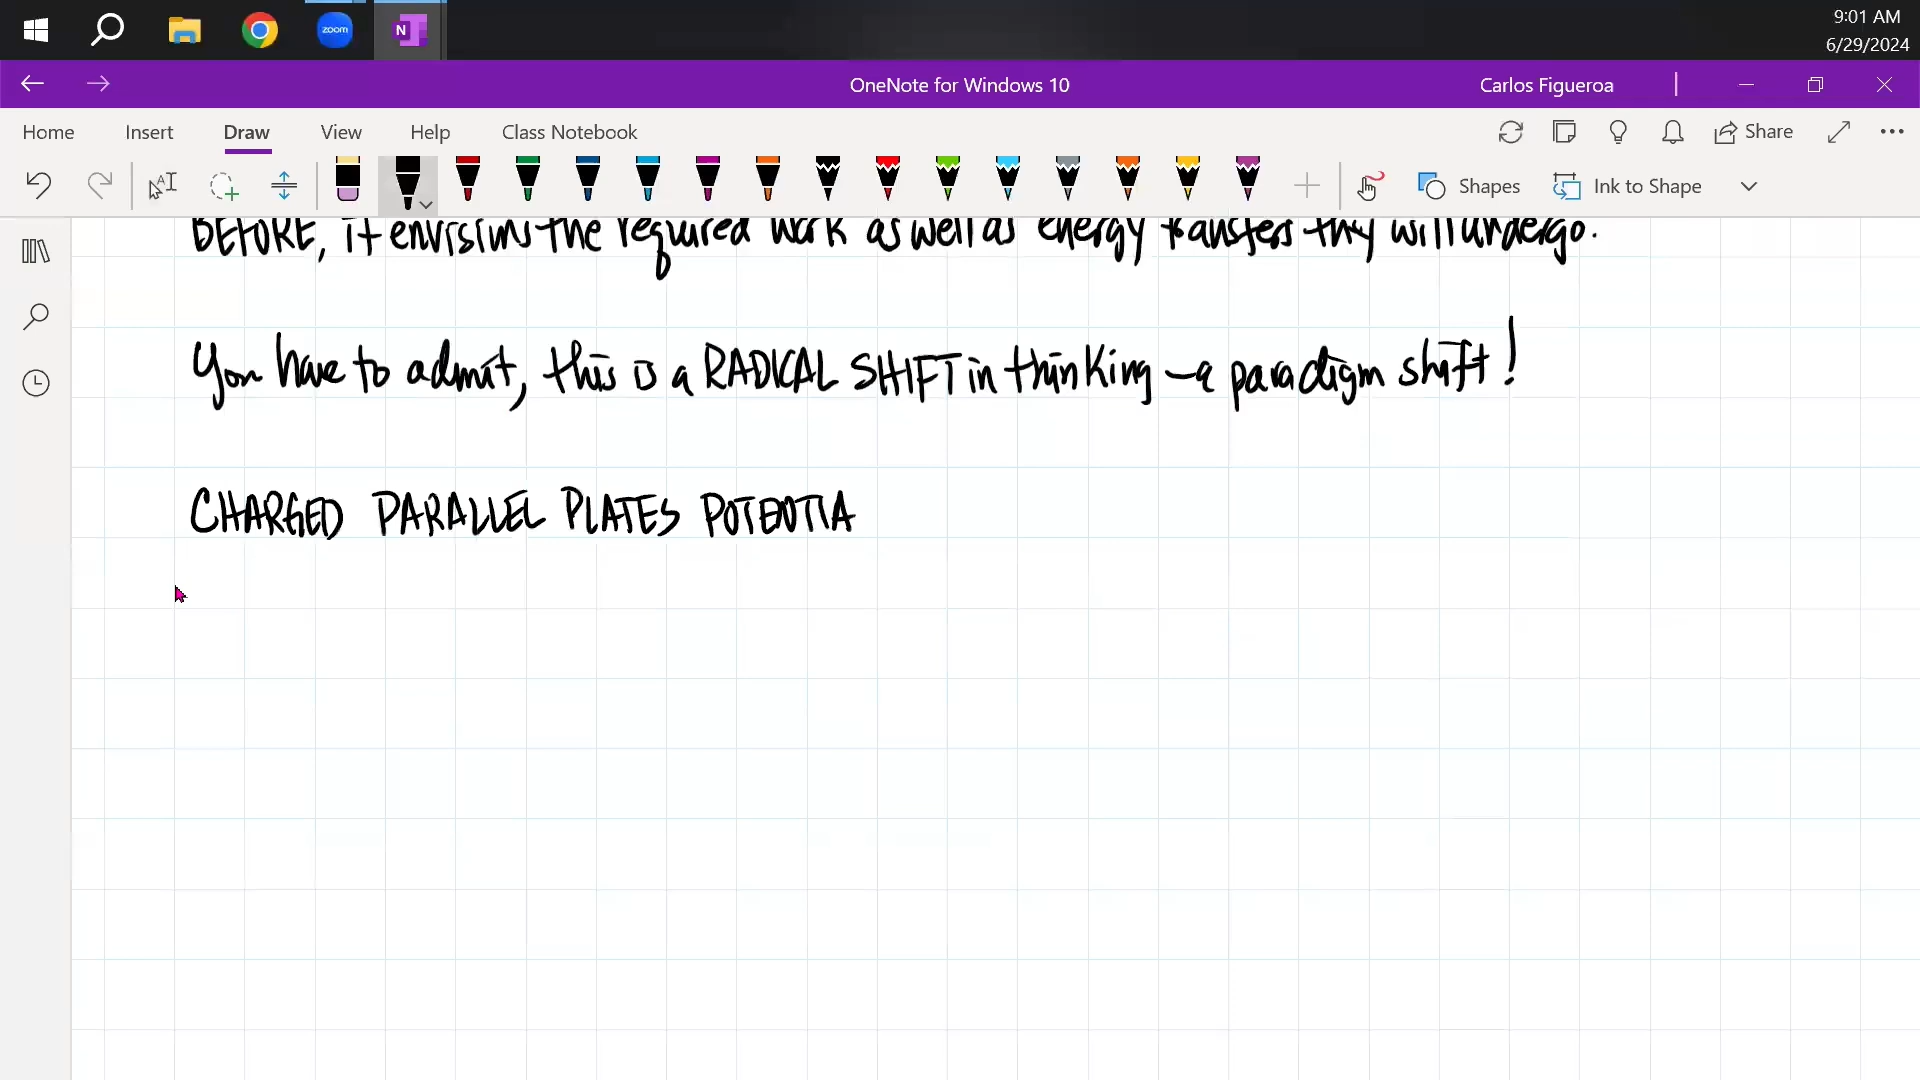 9:01 AM
6/29/2024
zoom
N
OneNote for Windows 10
Carlos Figueroa
Home Insert Draw View Help Class Notebook
Share
Shapes
Ink to Shape
BEFORE, it envisions the required work as well as energy transfers they will undergo.
You have to admit, this is a RADICAL SHIFT in thinking – a paradigm shift!
CHARGED PARALLEL PLATES POTENTIA